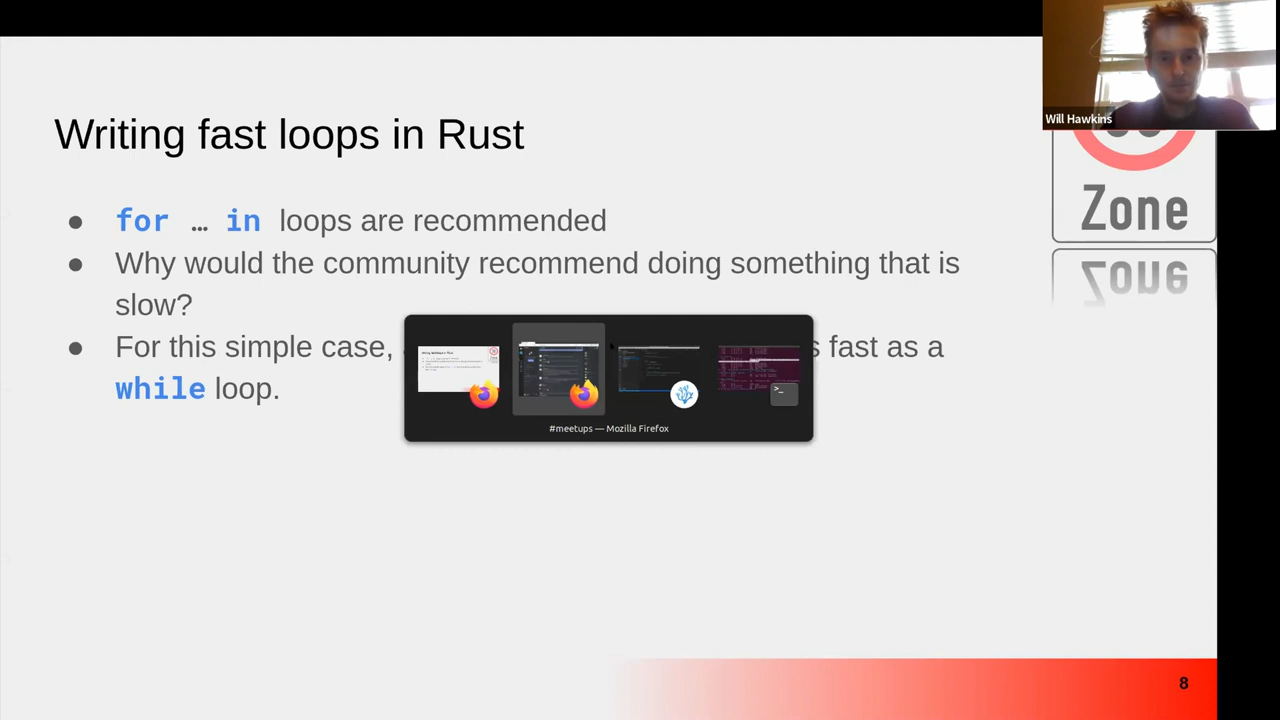 Writing fast loops in Rust
● for … in loops are recommended
● Why would the community recommend doing something that is
slow?
● For this simple case, s fast as a
while loop.
#meetups — Mozilla Firefox
Will Hawkins
Zone
Zone
8